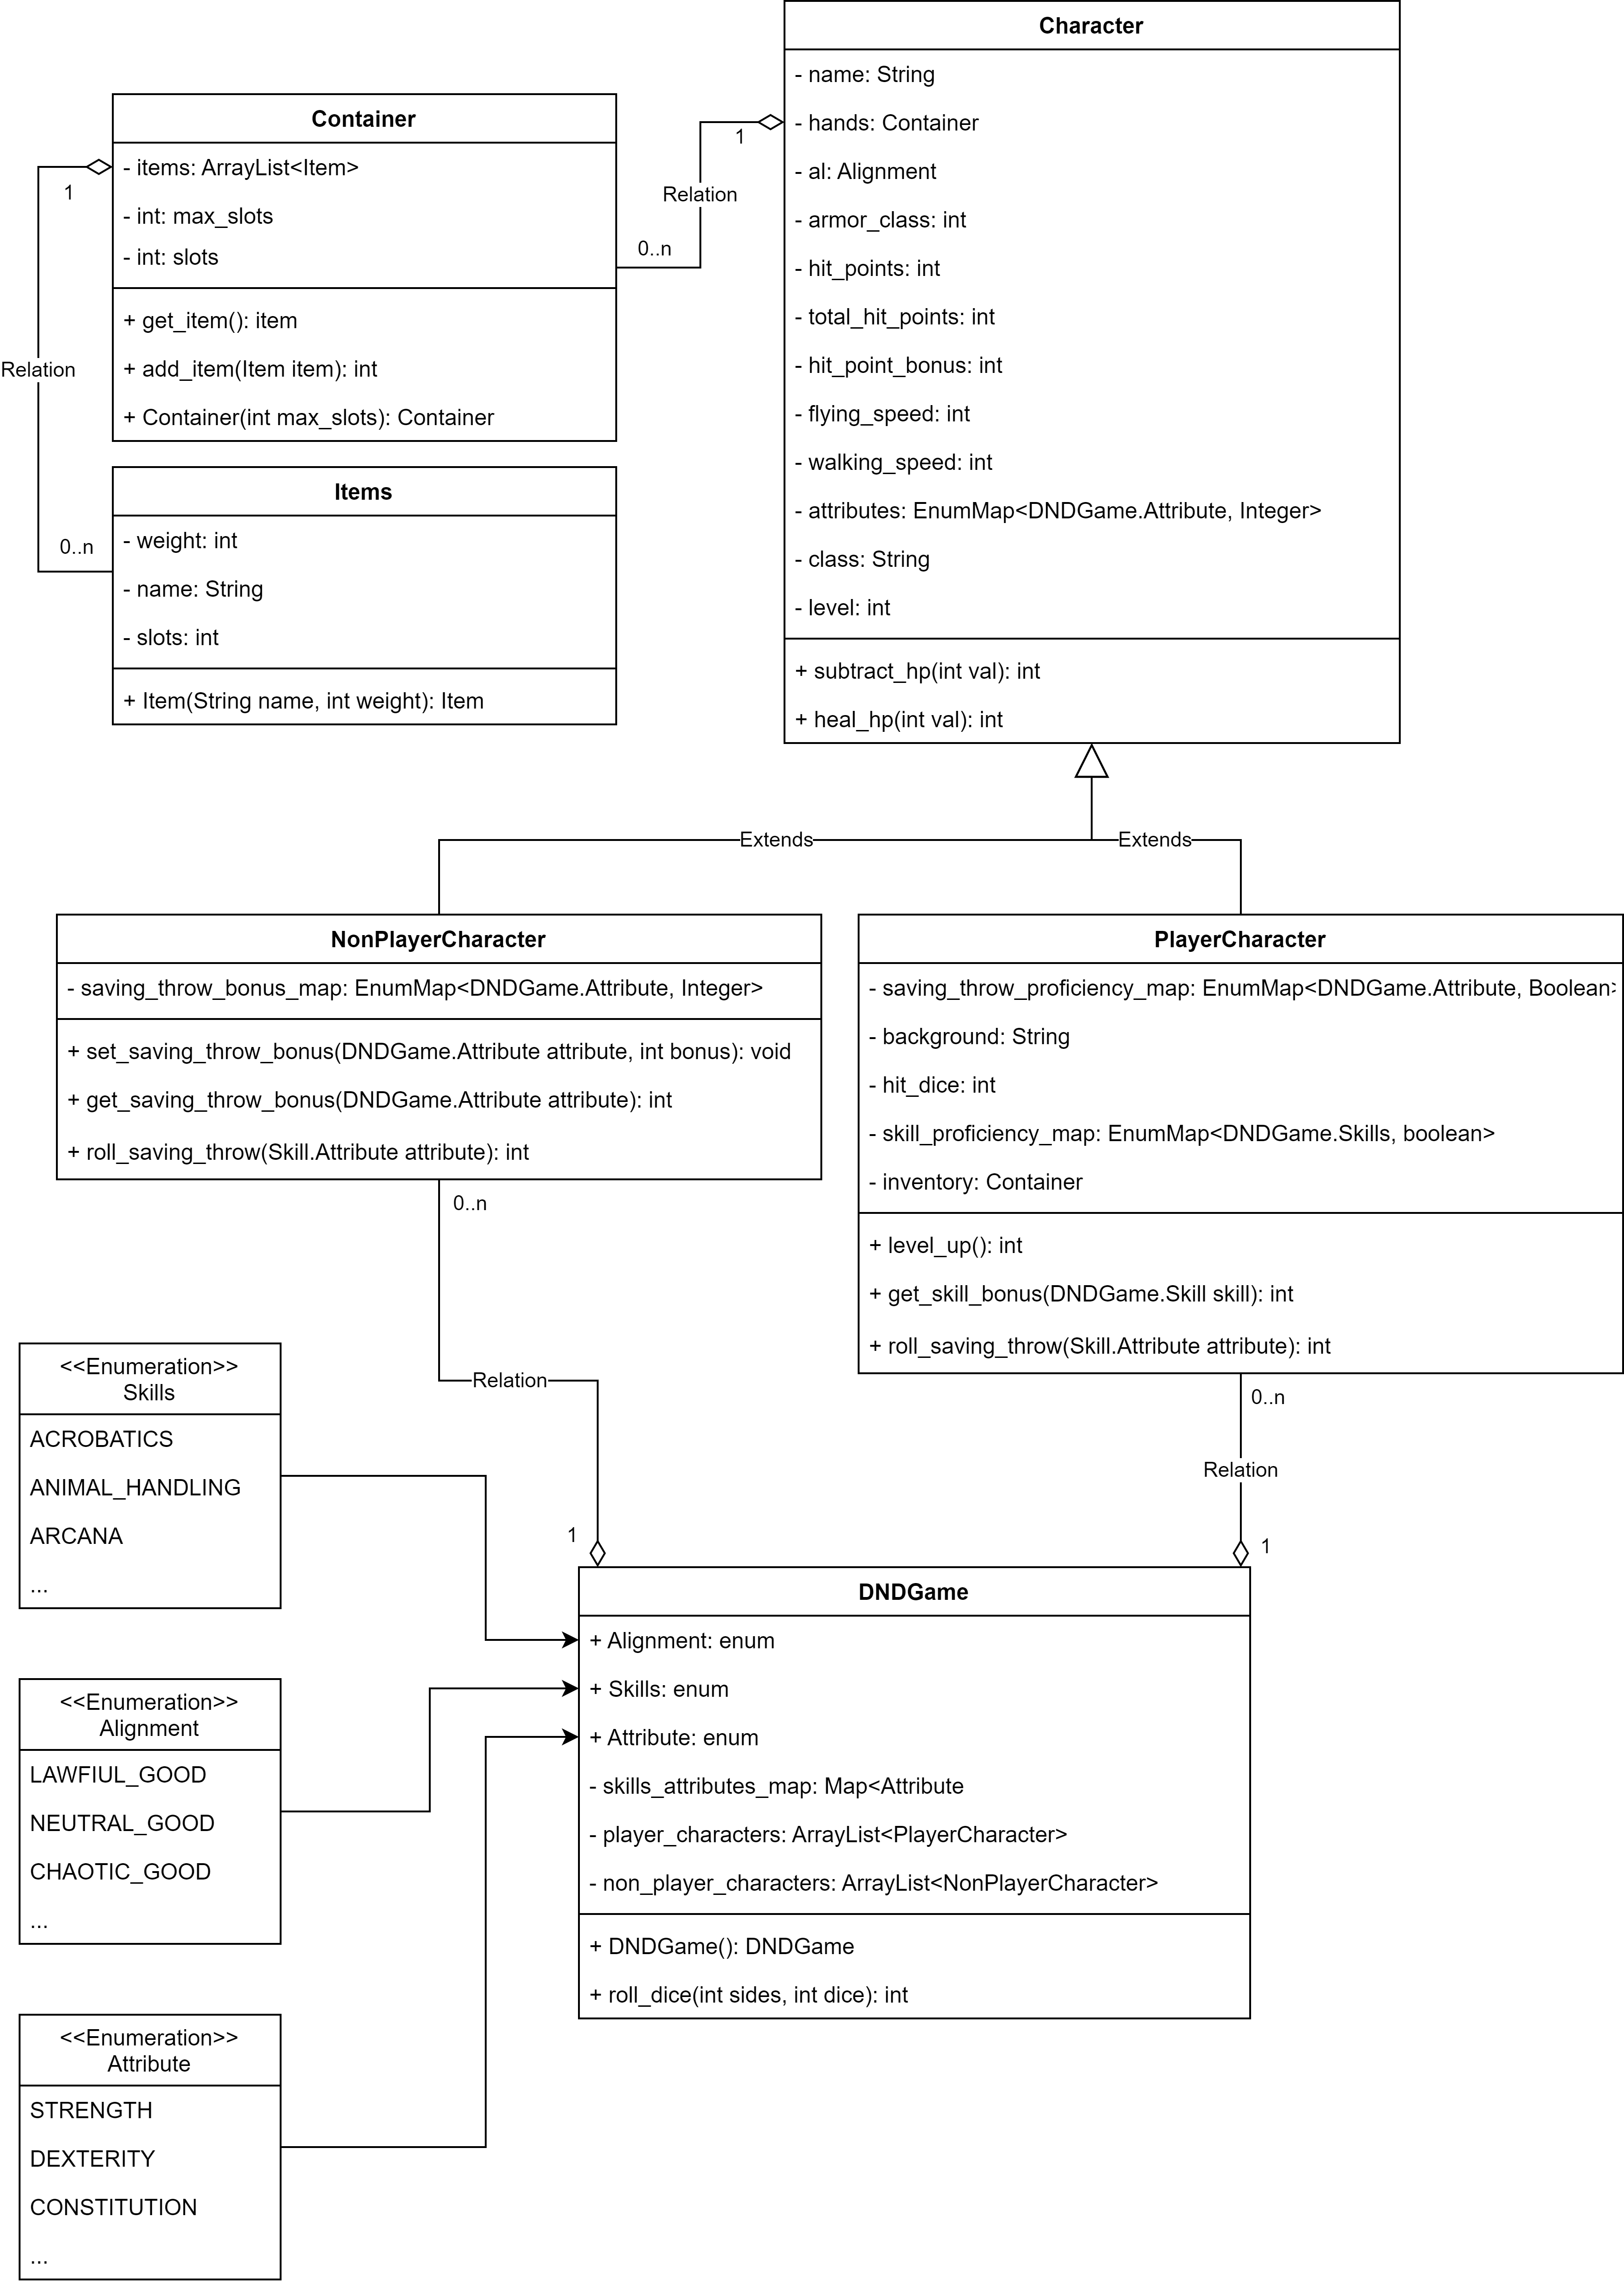 Character
- name: String
- hands: Container
- al: Alignment
- armor_class: int
- hit_points: int
- total_hit_points: int
- hit_point_bonus: int
- flying_speed: int
- walking_speed: int
- attributes: EnumMap<DNDGame.Attribute, Integer>
- class: String
- level: int
+ subtract_hp(int val): int
+ heal_hp(int val): int
Container
- items: ArrayList<Item>
- int: max_slots
- int: slots
+ get_item(): item
+ add_item(Item item): int
+ Container(int max_slots): Container
1
Relation
0..n
1
Relation
0..n
Items
- weight: int
- name: String
- slots: int
+ Item(String name, int weight): Item
Extends
Extends
NonPlayerCharacter
- saving_throw_bonus_map: EnumMap<DNDGame.Attribute, Integer>
+ set_saving_throw_bonus(DNDGame.Attribute attribute, int bonus): void
+ get_saving_throw_bonus(DNDGame.Attribute attribute): int
+ roll_saving_throw(Skill.Attribute attribute): int
PlayerCharacter
- saving_throw_proficiency_map: EnumMap<DNDGame.Attribute, Boolean>
- background: String
- hit_dice: int
- skill_proficiency_map: EnumMap<DNDGame.Skills, boolean>
- inventory: Container
+ level_up(): int
+ get_skill_bonus(DNDGame.Skill skill): int
+ roll_saving_throw(Skill.Attribute attribute): int
0..n
Relation
1
0..n
Relation
1
<<Enumeration>>
Skills
ACROBATICS
ANIMAL_HANDLING
ARCANA
...
<<Enumeration>>
Alignment
LAWFIUL_GOOD
NEUTRAL_GOOD
CHAOTIC_GOOD
...
<<Enumeration>>
Attribute
STRENGTH
DEXTERITY
CONSTITUTION
...
DNDGame
+ Alignment: enum
+ Skills: enum
+ Attribute: enum
- skills_attributes_map: Map<Attribute
- player_characters: ArrayList<PlayerCharacter>
- non_player_characters: ArrayList<NonPlayerCharacter>
+ DNDGame(): DNDGame
+ roll_dice(int sides, int dice): int